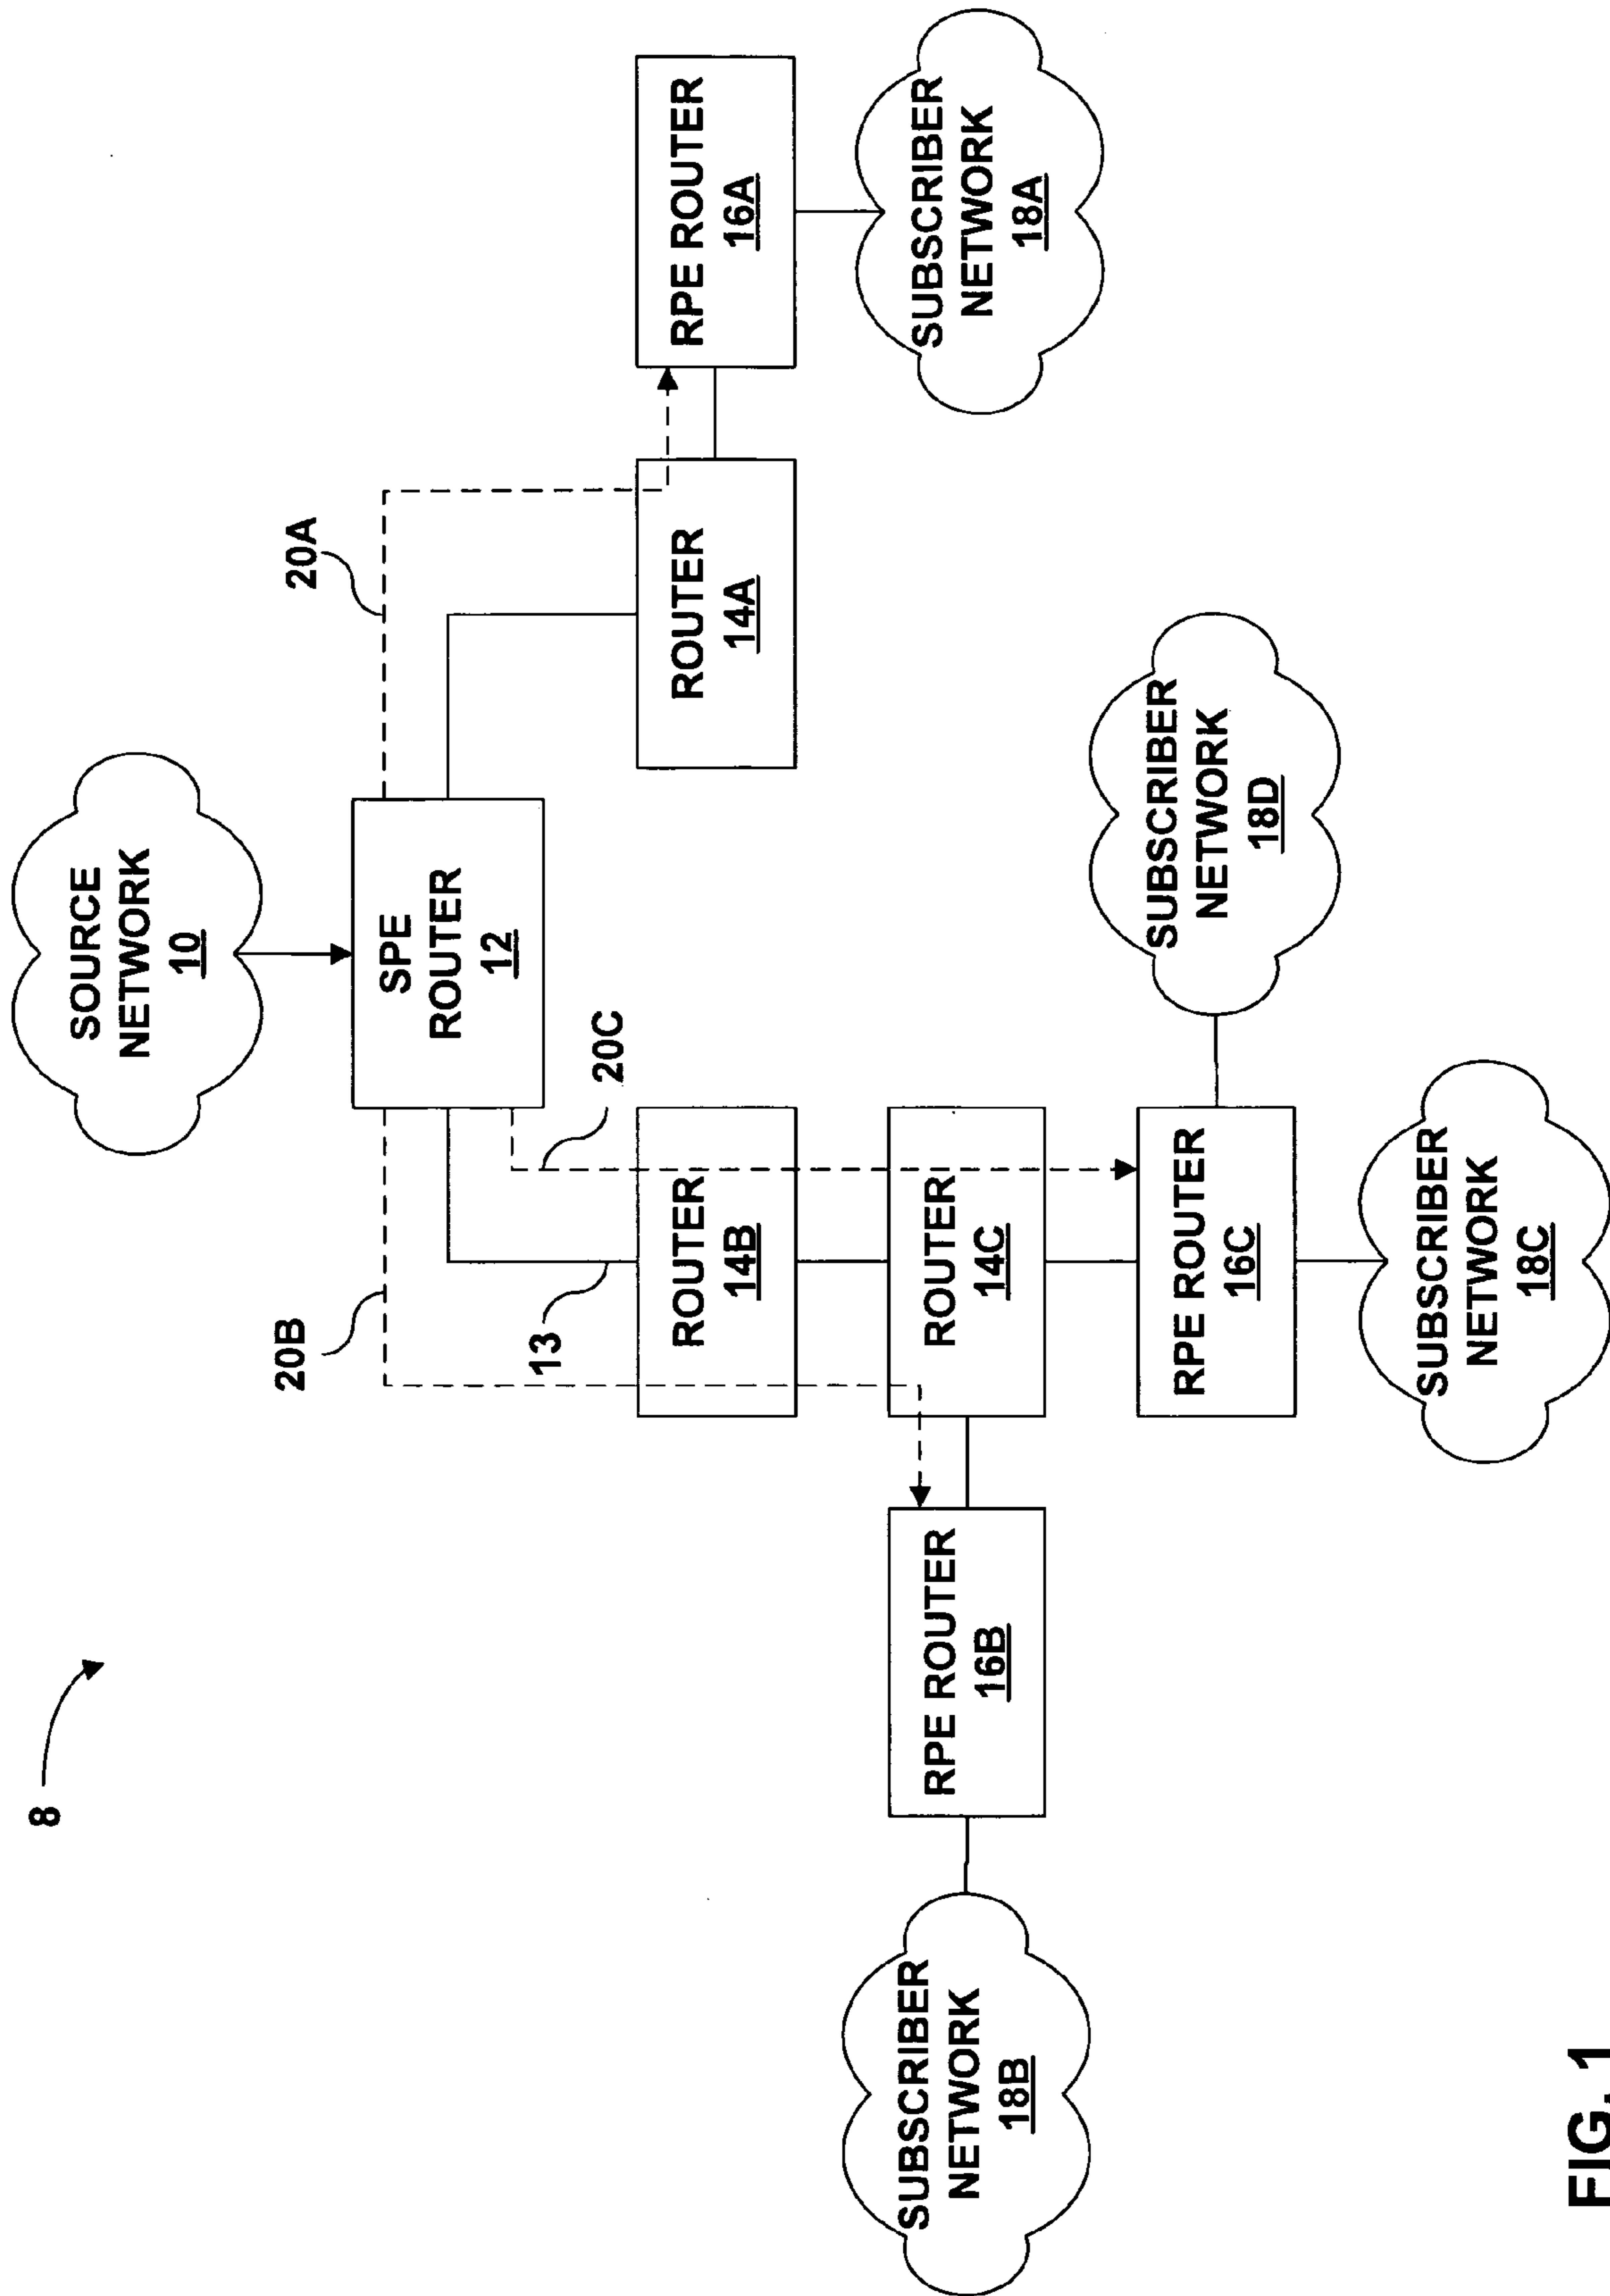 8
SOURCE
NETWORK
10
SPE
ROUTER
12
20B
20A
13
20C
ROUTER
14B
ROUTER
14A
RPE ROUTER
16A
SUBSCRIBER
NETWORK
18B
RPE ROUTER
16B
ROUTER
14C
SUBSCRIBER
NETWORK
18A
RPE ROUTER
16C
SUBSCRIBER
NETWORK
18D
SUBSCRIBER
NETWORK
18C
FIG. 1